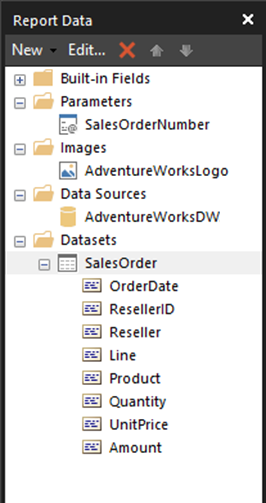 Report Data
New Edit...
Built-in Fields
Parameters
SalesOrderNumber
Images
AdventureWorksLogo
Data Sources
AdventureWorksDW
Datasets
SalesOrder
OrderDate
ResellerID
Reseller
Line
Product
Quantity
UnitPrice
Amount